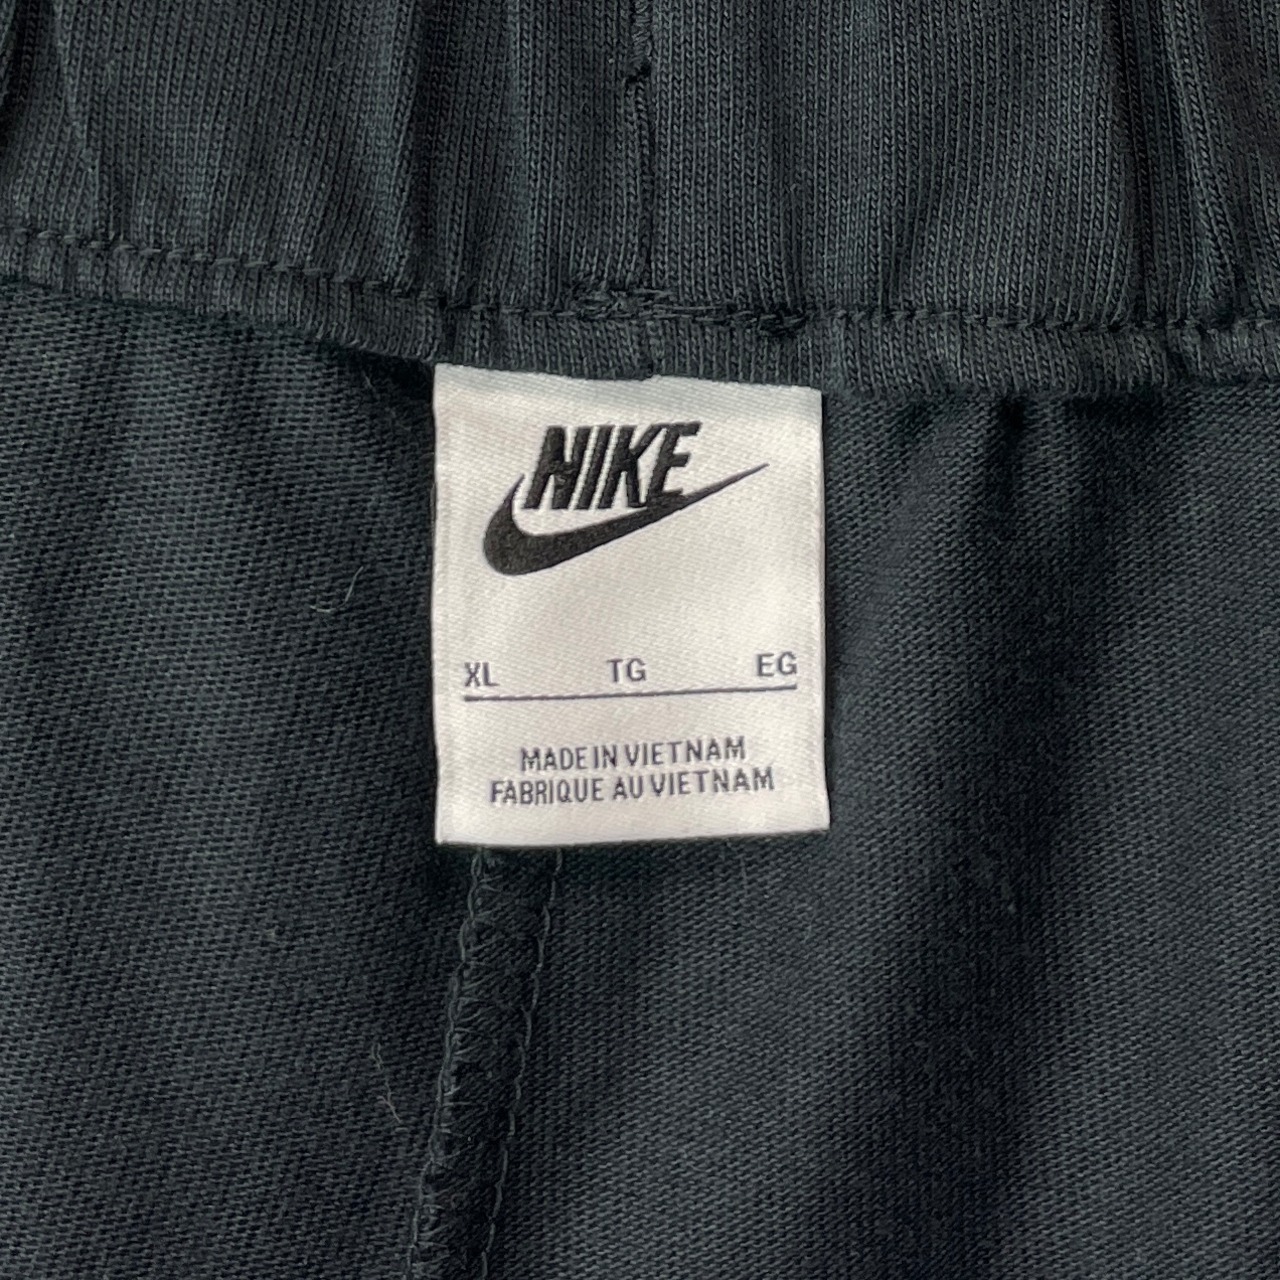 NIKE
XL TG EG
MADE IN VIETNAM
FABRIQUE AU VIETNAM